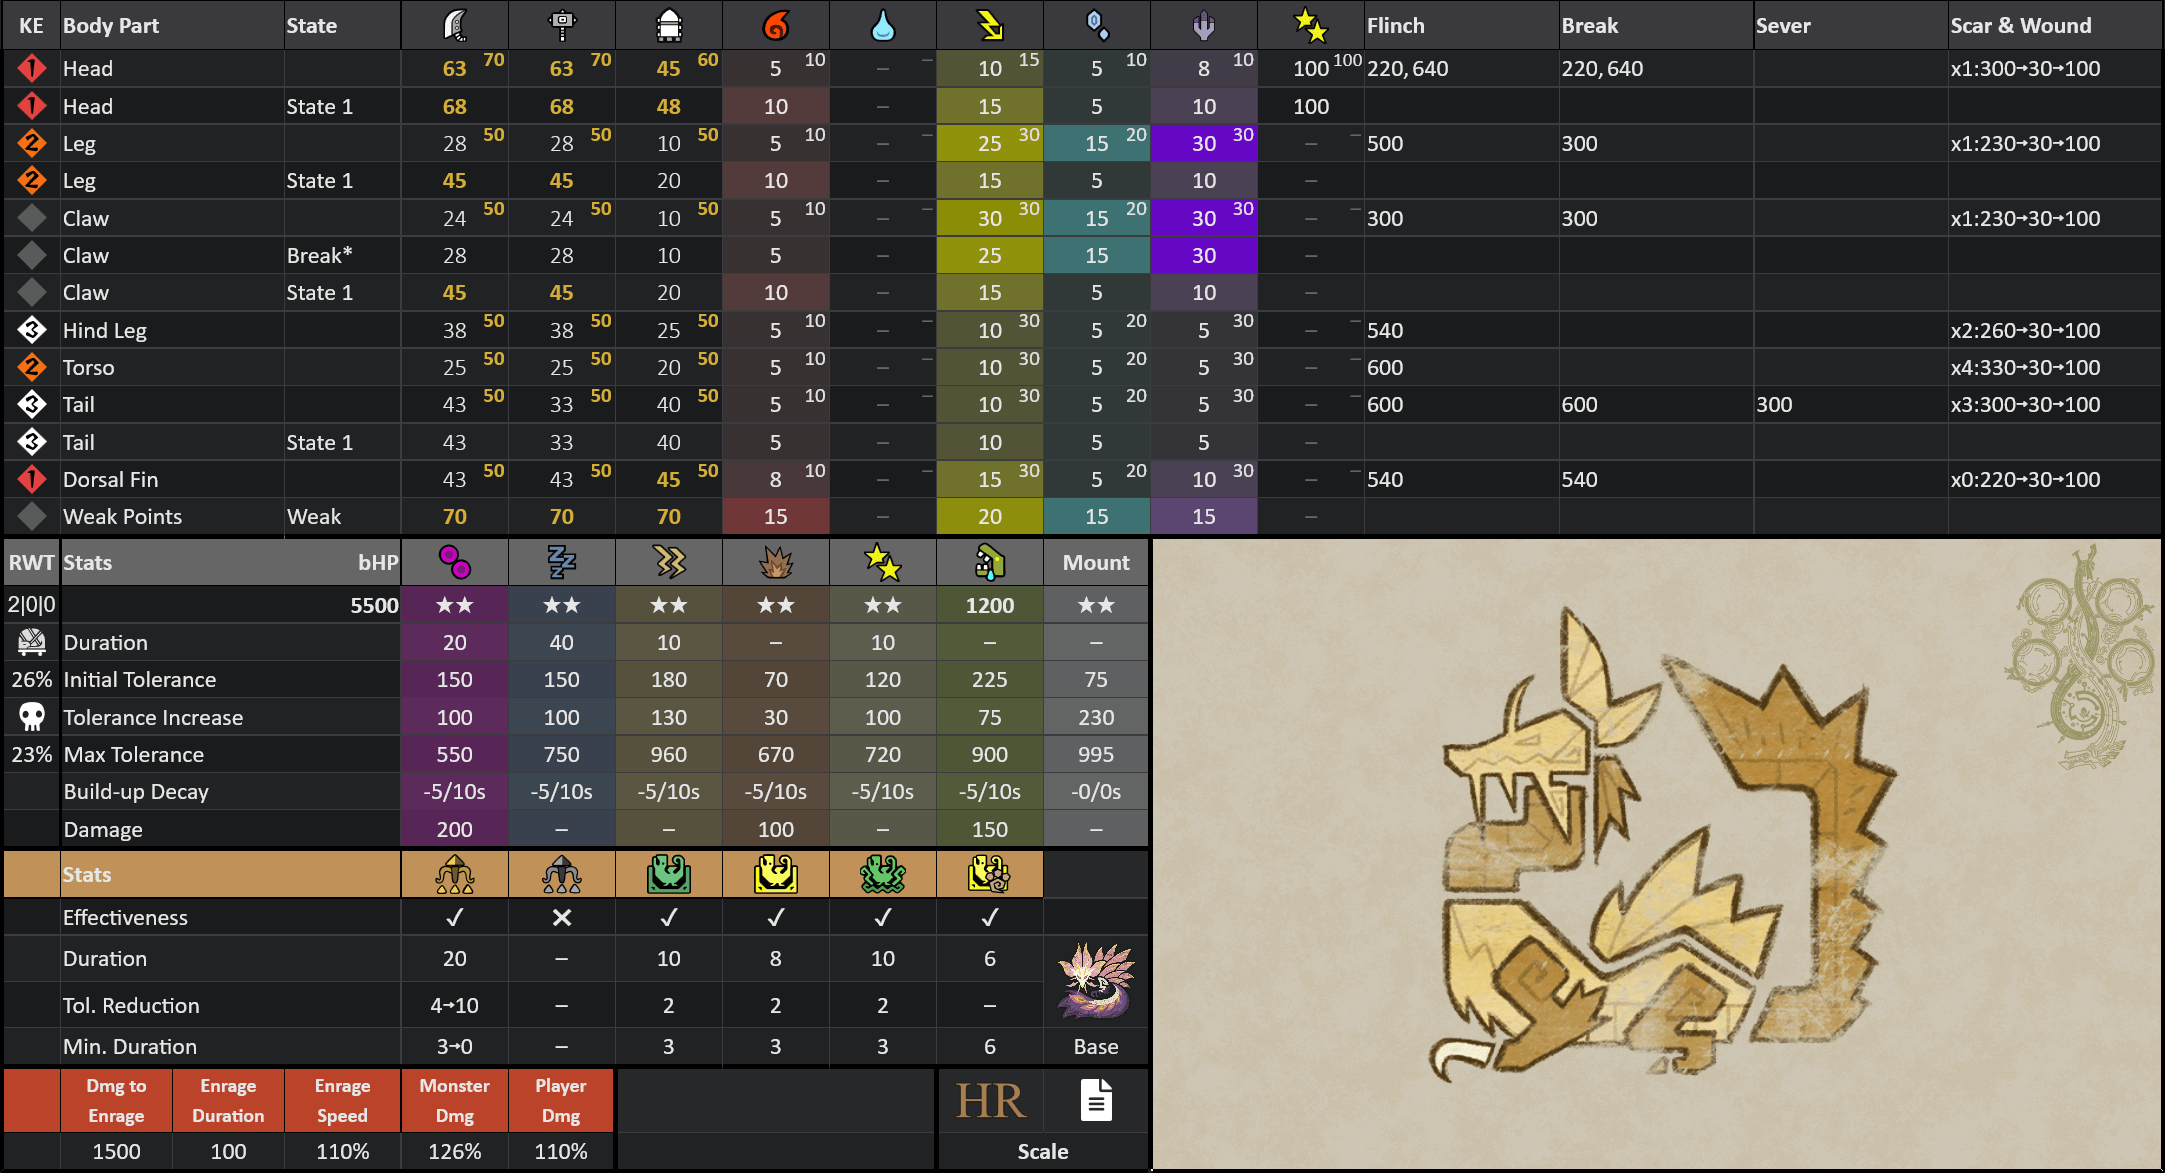 KE Body Part State Flinch Break Sever Scar & Wound
1 Head 63 70 63 70 45 60 5 10 – – 10 15 5 10 8 10 100 100 220,640 220,640 x1:300→30→100
1 Head State 1 68 68 48 10 – 15 5 10 100
2 Leg 28 50 28 50 10 50 5 10 – – 25 30 15 20 30 30 – – 500 300 x1:230→30→100
2 Leg State 1 45 45 20 10 – 15 5 10 –
Claw 24 50 24 50 10 50 5 10 – – 30 30 15 20 30 30 – – 300 300 x1:230→30→100
Claw Break* 28 28 10 5 – 25 15 30 –
Claw State 1 45 45 20 10 – 15 5 10 –
3 Hind Leg 38 50 38 50 25 50 5 10 – – 10 30 5 20 5 30 – – 540 x2:260→30→100
2 Torso 25 50 25 50 20 50 5 10 – – 10 30 5 20 5 30 – – 600 x4:330→30→100
3 Tail 43 50 33 50 40 50 5 10 – – 10 30 5 20 5 30 – – 600 600 300 x3:300→30→100
3 Tail State 1 43 33 40 5 – 10 5 5 –
1 Dorsal Fin 43 50 43 50 45 50 8 10 – – 15 30 5 20 10 30 – – 540 540 x0:220→30→100
Weak Points Weak 70 70 70 15 – 20 15 15 –
RWT Stats bHP Mount
2|0|0 5500 ★★ ★★ ★★ ★★ ★★ 1200 ★★
Duration 20 40 10 – 10 – –
26% Initial Tolerance 150 150 180 70 120 225 75
Tolerance Increase 100 100 130 30 100 75 230
23% Max Tolerance 550 750 960 670 720 900 995
Build-up Decay -5/10s -5/10s -5/10s -5/10s -5/10s -5/10s -0/0s
Damage 200 – – 100 – 150 –
Stats
Effectiveness ✓ ✕ ✓ ✓ ✓ ✓
Duration 20 – 10 8 10 6
Tol. Reduction 4→10 – 2 2 2 –
Min. Duration 3→0 – 3 3 3 6 Base
Dmg to Enrage Enrage Duration Enrage Speed Monster Dmg Player Dmg HR
1500 100 110% 126% 110% Scale